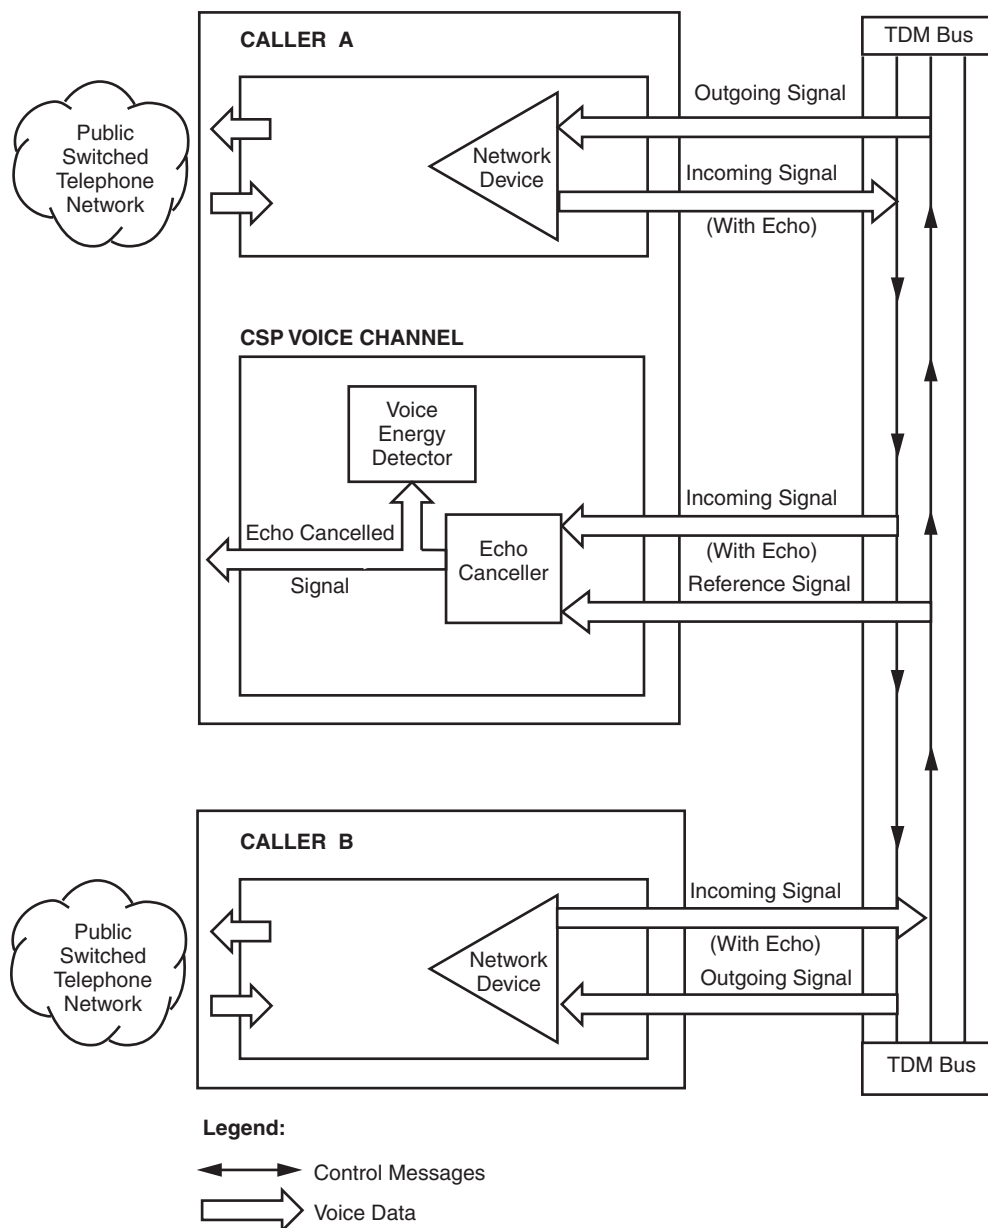 TDM Bus
CALLER A
Public
Switched
Telephone
Network
Network
Device
Outgoing Signal
Incoming Signal
(With Echo)
CSP VOICE CHANNEL
Voice
Energy
Detector
Echo Cancelled
Signal
Echo
Canceller
Incoming Signal
(With Echo)
Reference Signal
CALLER B
Public
Switched
Telephone
Network
Network
Device
Incoming Signal
(With Echo)
Outgoing Signal
TDM Bus
Legend:
Control Messages
Voice Data